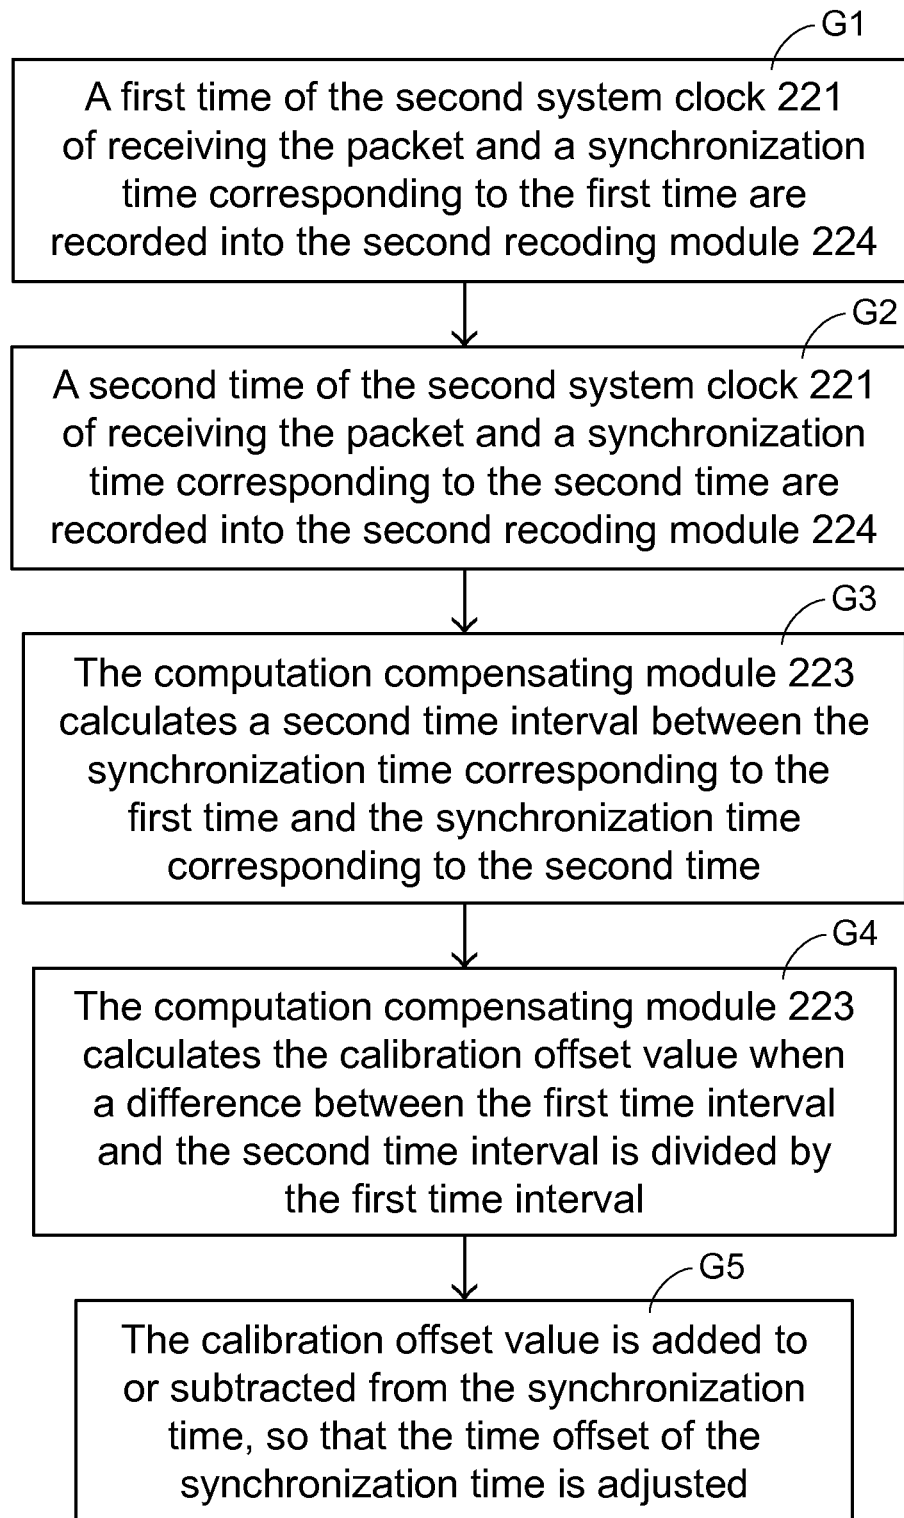 G1
A first time of the second system clock 221
of receiving the packet and a synchronization
time corresponding to the first time are
recorded into the second recoding module 224
G2
A second time of the second system clock 221
of receiving the packet and a synchronization
time corresponding to the second time are
recorded into the second recoding module 224
G3
The computation compensating module 223
calculates a second time interval between the
synchronization time corresponding to the
first time and the synchronization time
corresponding to the second time
G4
The computation compensating module 223
calculates the calibration offset value when
a difference between the first time interval
and the second time interval is divided by
the first time interval
G5
The calibration offset value is added to
or subtracted from the synchronization
time, so that the time offset of the
synchronization time is adjusted